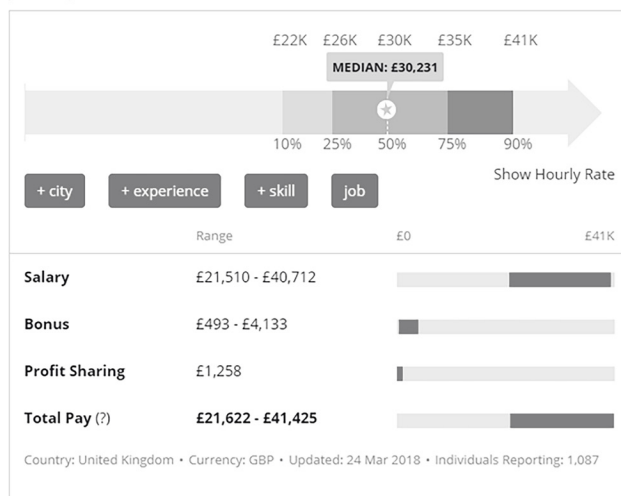 £22K £26K £30K £35K £41K
MEDIAN: £30,231
10% 25% 50% 75% 90%
Show Hourly Rate
+ city + experience + skill job
Range £0 £41K
Salary £21,510 - £40,712
Bonus £493 - £4,133
Profit Sharing £1,258
Total Pay (?) £21,622 - £41,425
Country: United Kingdom • Currency: GBP • Updated: 24 Mar 2018 • Individuals Reporting: 1,087